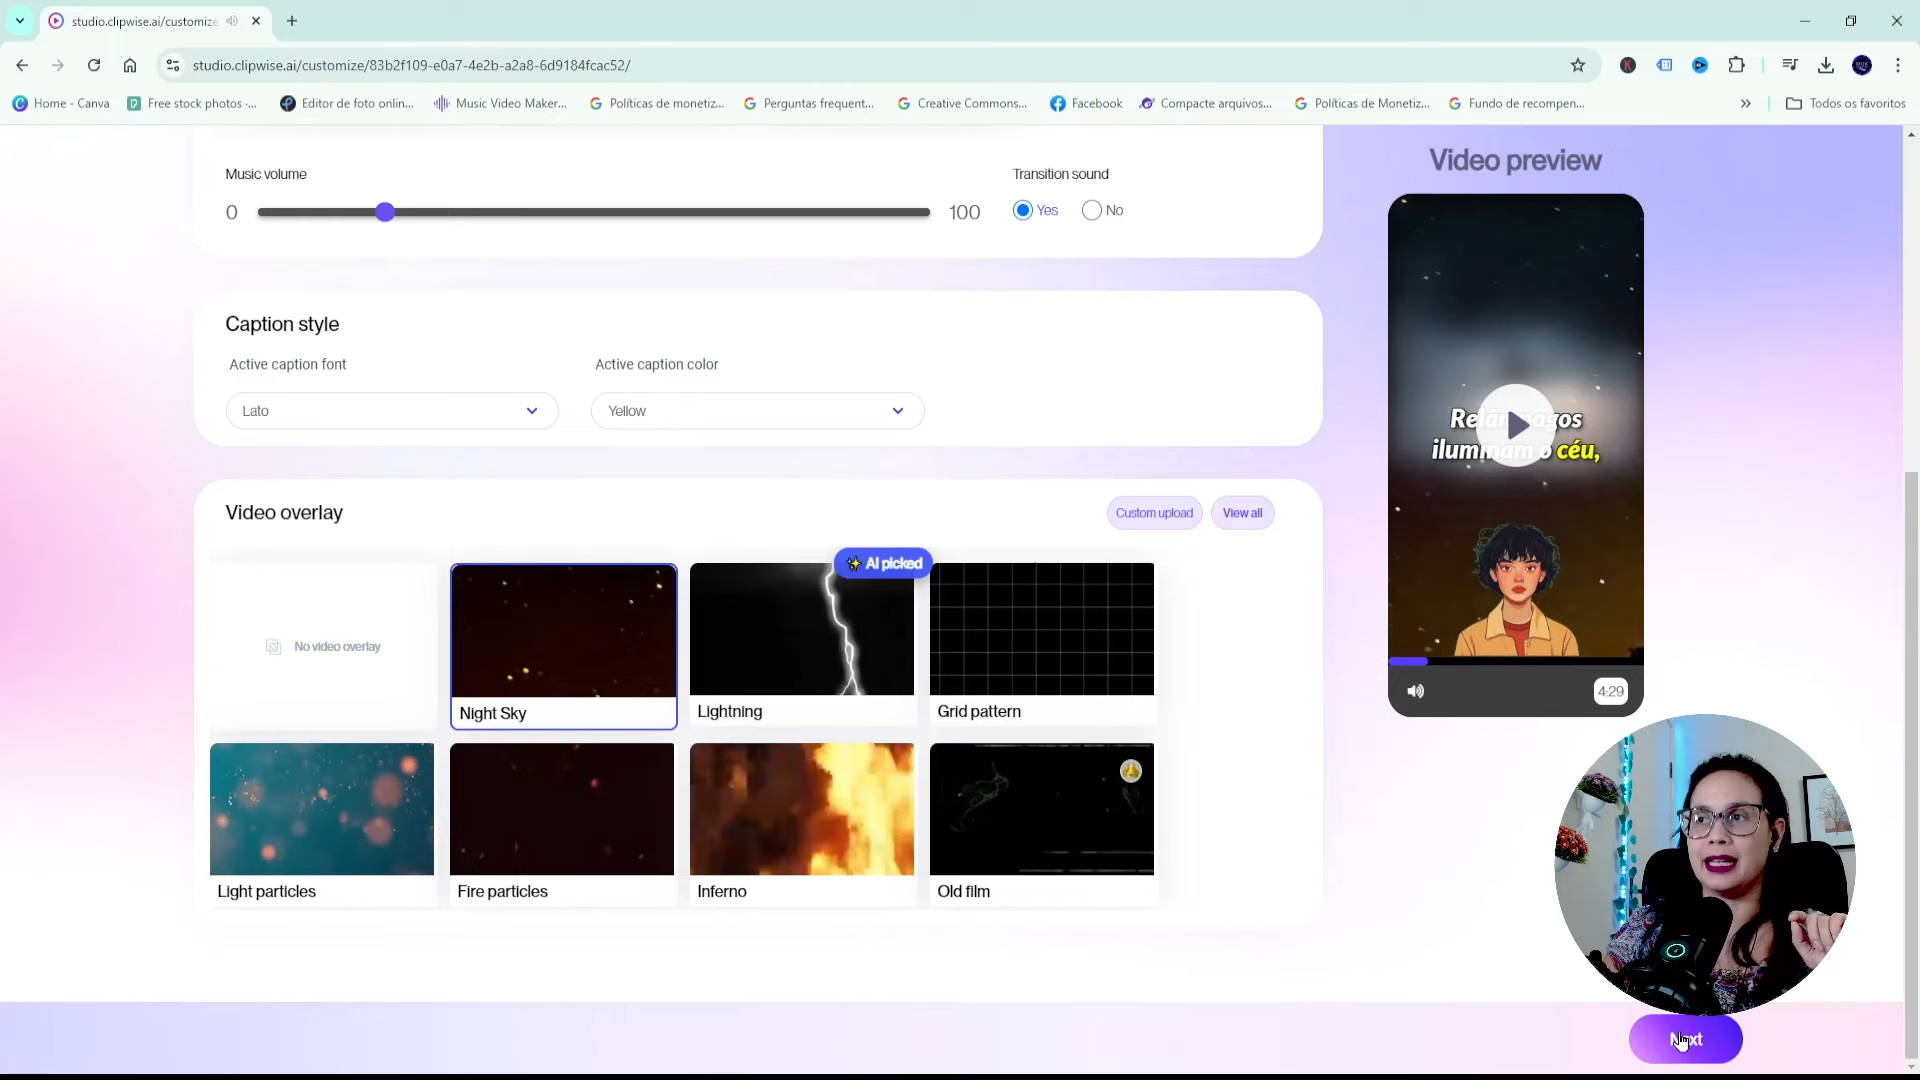 studio.clipwise.ai/customize
studio.clipwise.ai/customize/83b2f109-e0a7-4e2b-a2a8-6d9184fcac52/
Home - Canva
Free stock photos ·...
Editor de foto onlin...
Music Video Maker...
Políticas de monetiz...
Perguntas frequent...
Creative Commons...
Facebook
Compacte arquivos...
Políticas de Monetiz...
Fundo de recompen...
Todos os favoritos
Music volume
0
100
Transition sound
Yes
No
Video preview
Caption style
Active caption font
Active caption color
Lato
Yellow
Relâmpagos
iluminam o céu,
Video overlay
Custom upload
View all
AI picked
No video overlay
Night Sky
Lightning
Grid pattern
4:29
Light particles
Fire particles
Inferno
Old film
Next